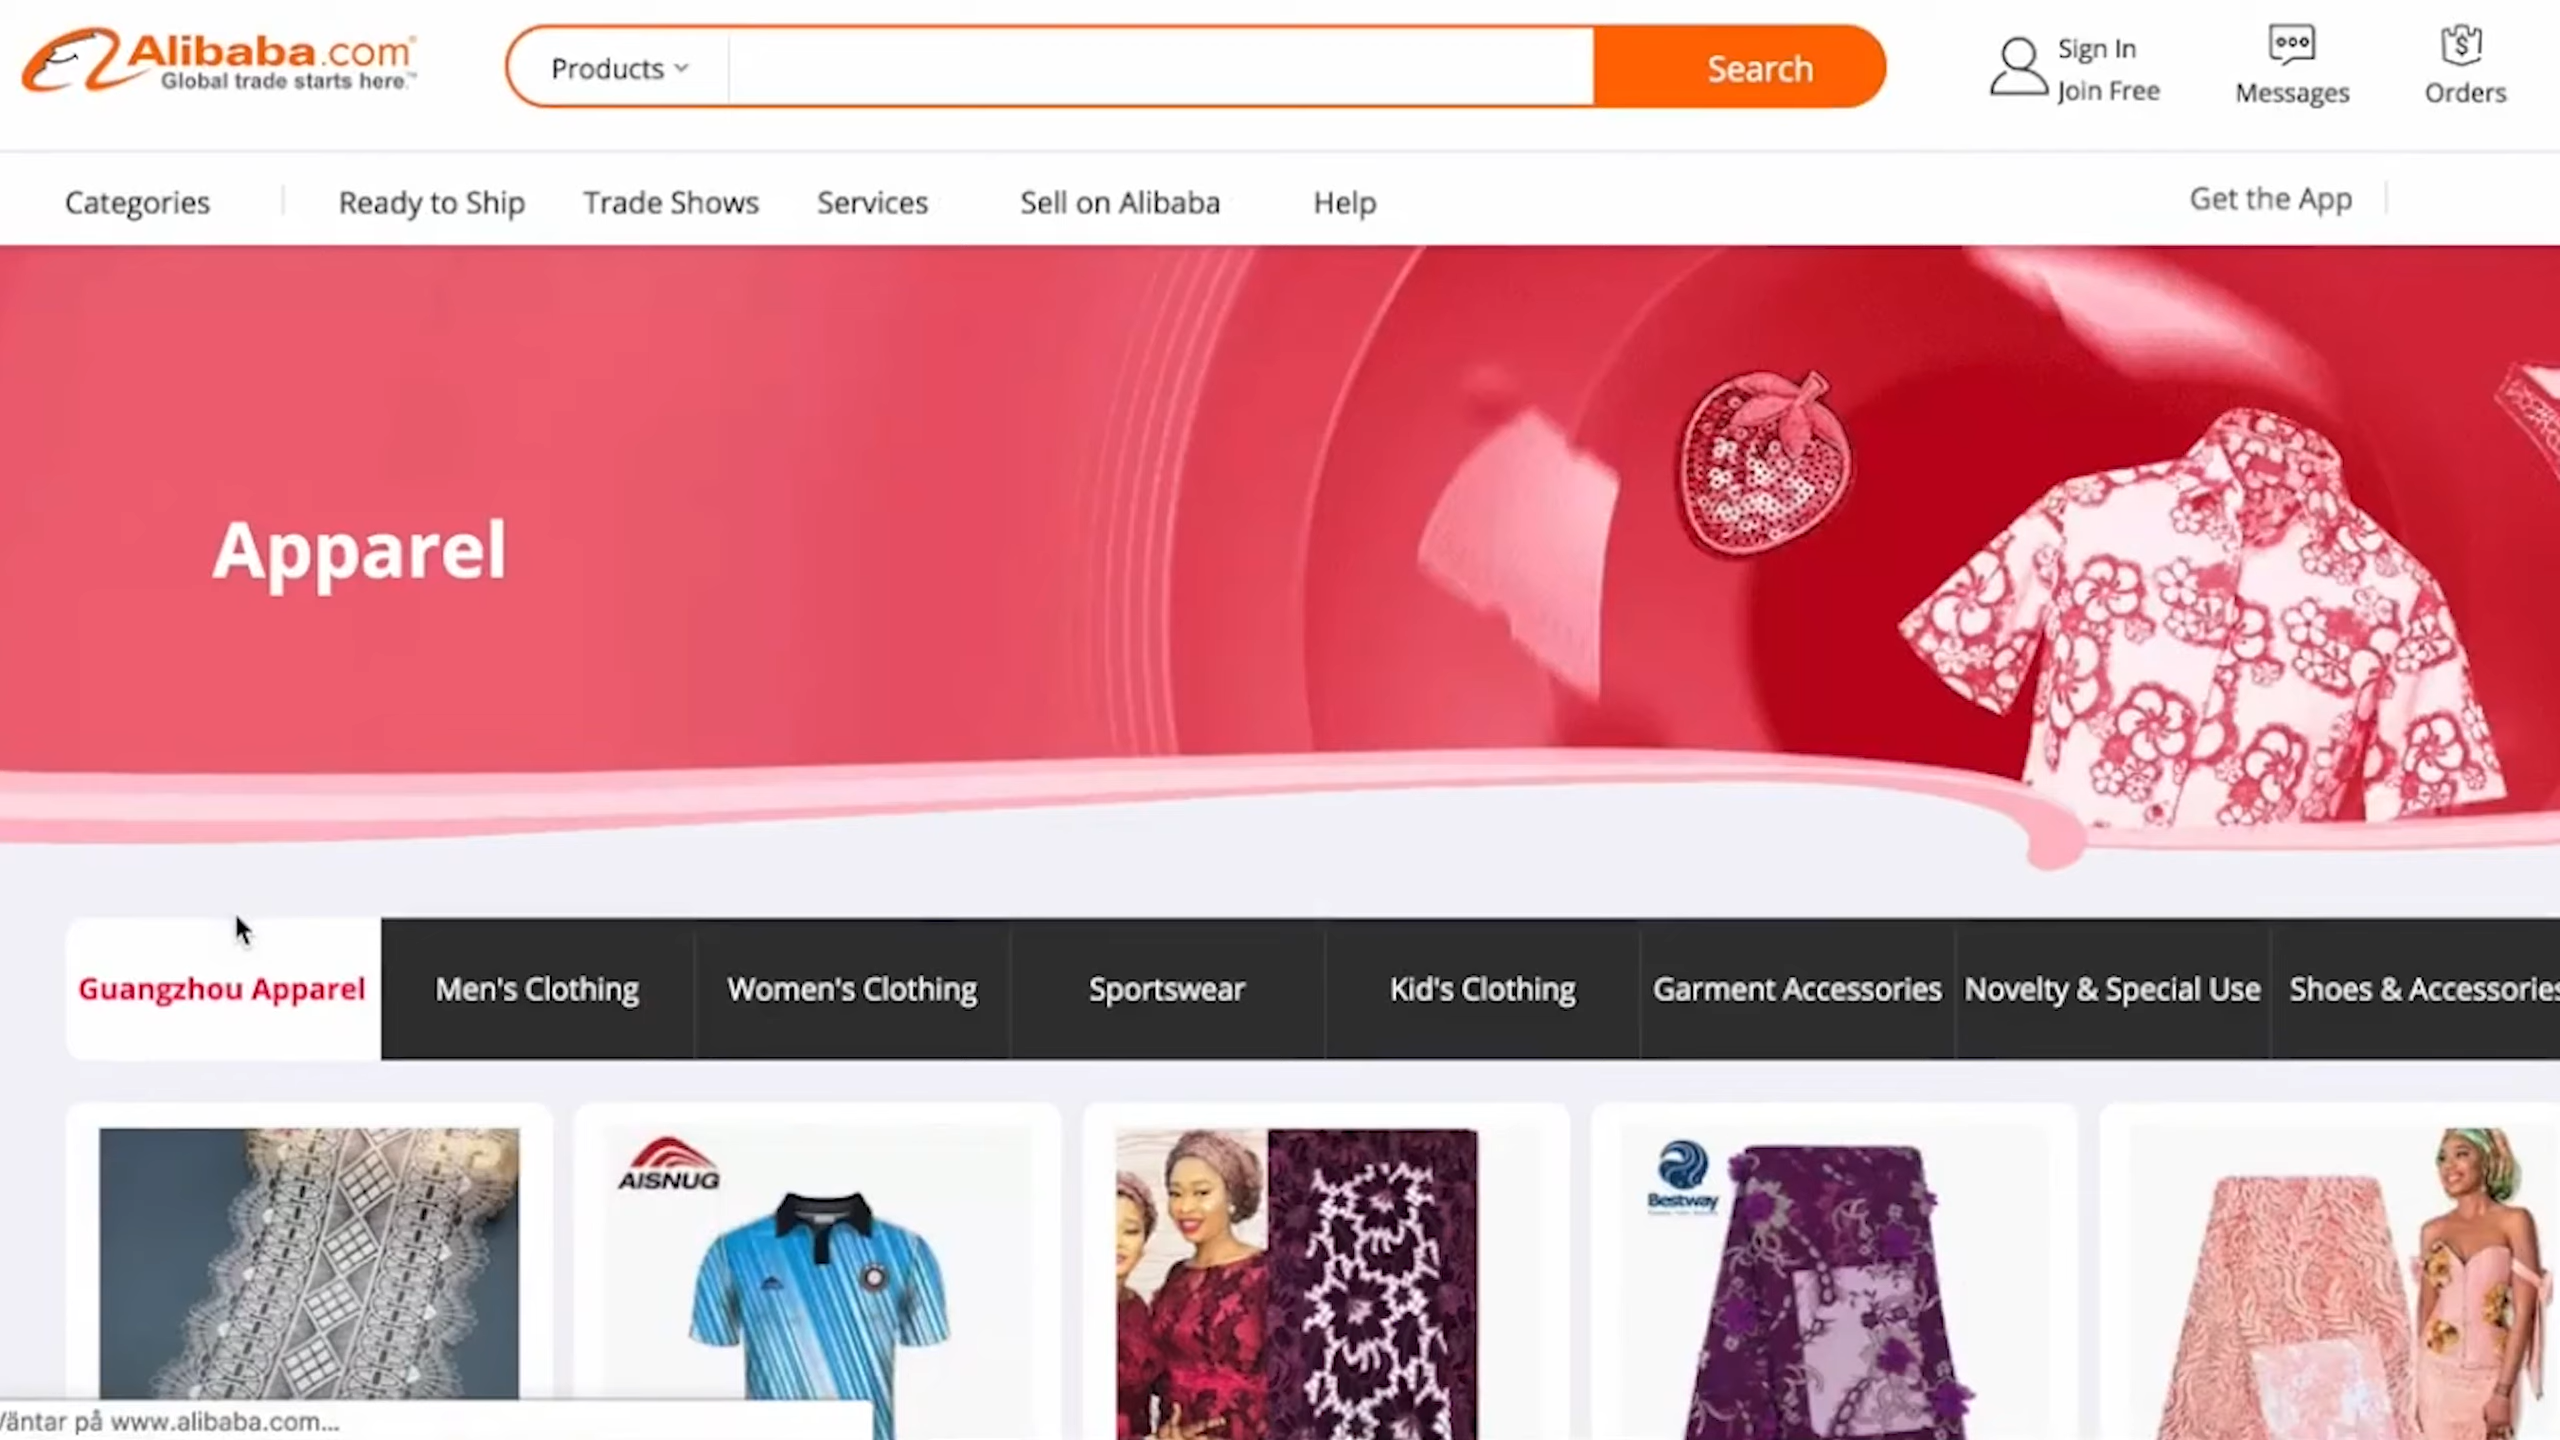 Alibaba.com
Global trade starts here.™
Products
Search
Sign In
Join Free
Messages
Orders
Categories
Ready to Ship
Trade Shows
Services
Sell on Alibaba
Help
Get the App
Apparel
Guangzhou Apparel
Men's Clothing
Women's Clothing
Sportswear
Kid's Clothing
Garment Accessories
Novelty & Special Use
Shoes & Accessories
AISNUG
Bestway
äntar på www.alibaba.com...